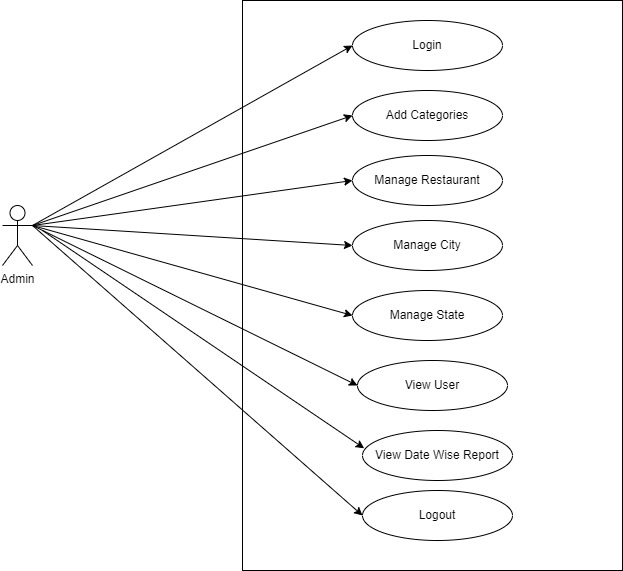 Login
Add Categories
Manage Restaurant
Manage City
Admin
Manage State
View User
View Date Wise Report
Logout